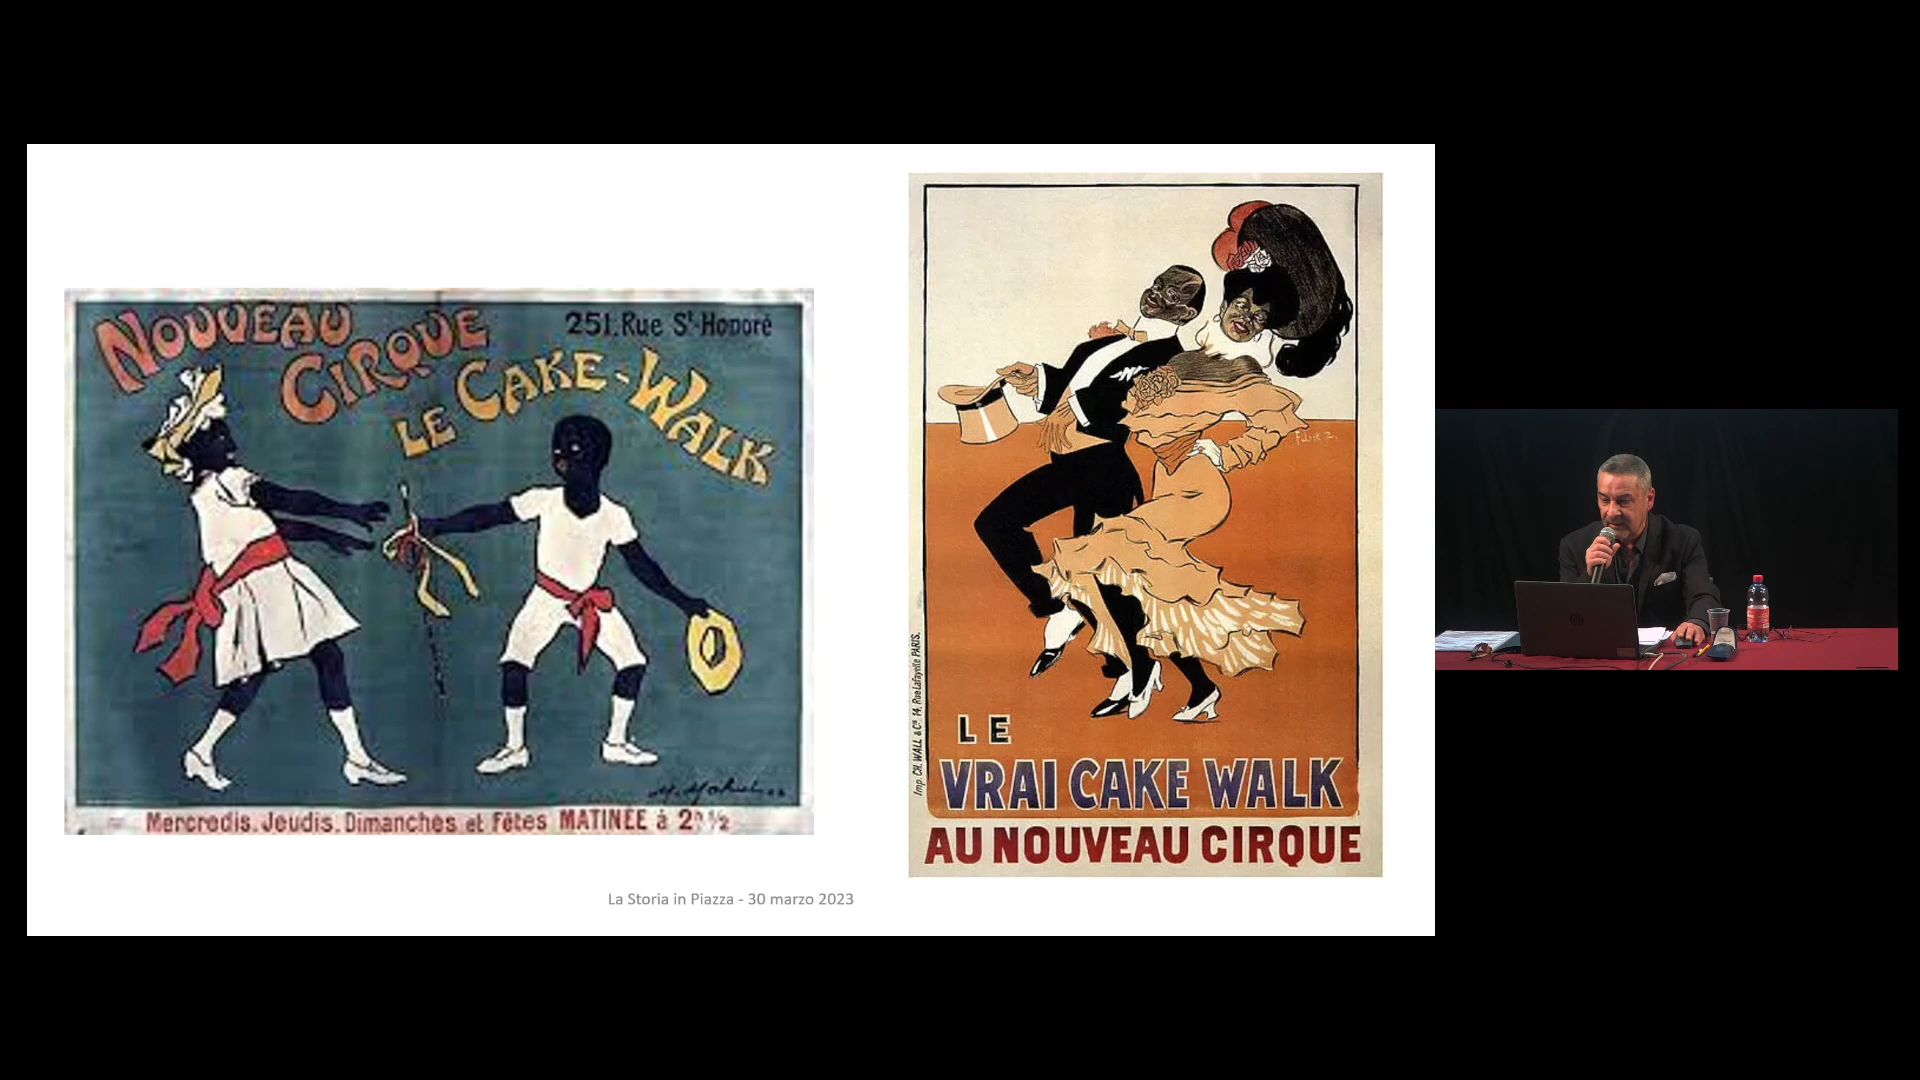 NOUVEAU
CIRQUE
251. Rue St-Honoré
LE CAKE-WALK
Mercredis. Jeudis. Dimanches et Fêtes MATINÉE à 2h ½
LE
VRAI CAKE WALK
AU NOUVEAU CIRQUE
Imp. CH. WALL & Cie. 14, Rue Lafayette PARIS.
La Storia in Piazza - 30 marzo 2023